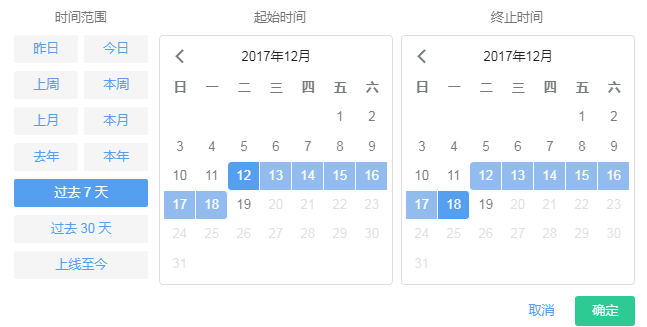 时间范围
昨日 今日
上周 本周
上月 本月
去年 本年
过去 7 天
过去 30 天
上线至今
起始时间
2017年12月
日 一 二 三 四 五 六
1 2
3 4 5 6 7 8 9
10 11 12 13 14 15 16
17 18 19 20 21 22 23
24 25 26 27 28 29 30
31
终止时间
2017年12月
日 一 二 三 四 五 六
1 2
3 4 5 6 7 8 9
10 11 12 13 14 15 16
17 18 19 20 21 22 23
24 25 26 27 28 29 30
31
取消 确定